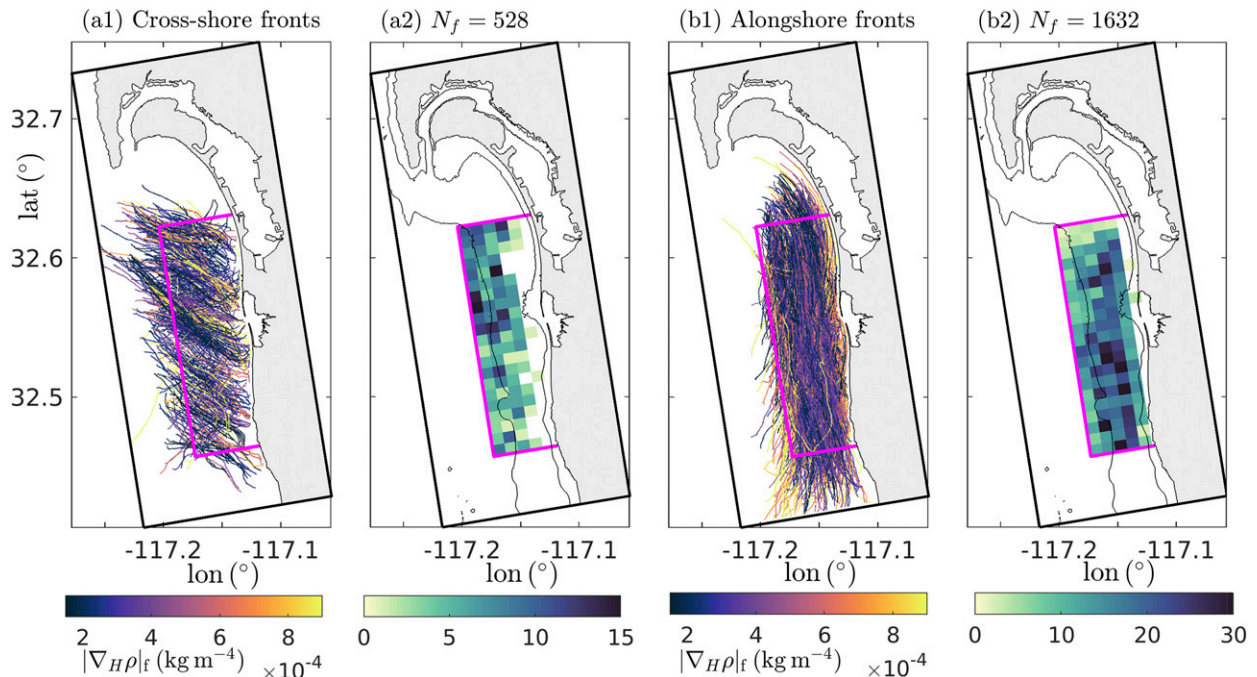 (a1) Cross-shore fronts
(a2) N_f = 528
(b1) Alongshore fronts
(b2) N_f = 1632
lat (°)
32.7
32.6
32.5
-117.2 -117.1
lon (°)
-117.2 -117.1
lon (°)
-117.2 -117.1
lon (°)
-117.2 -117.1
lon (°)
2 4 6 8
|∇_Hρ|_f (kg m⁻⁴) ×10⁻⁴
0 5 10 15
2 4 6 8
|∇_Hρ|_f (kg m⁻⁴) ×10⁻⁴
0 10 20 30